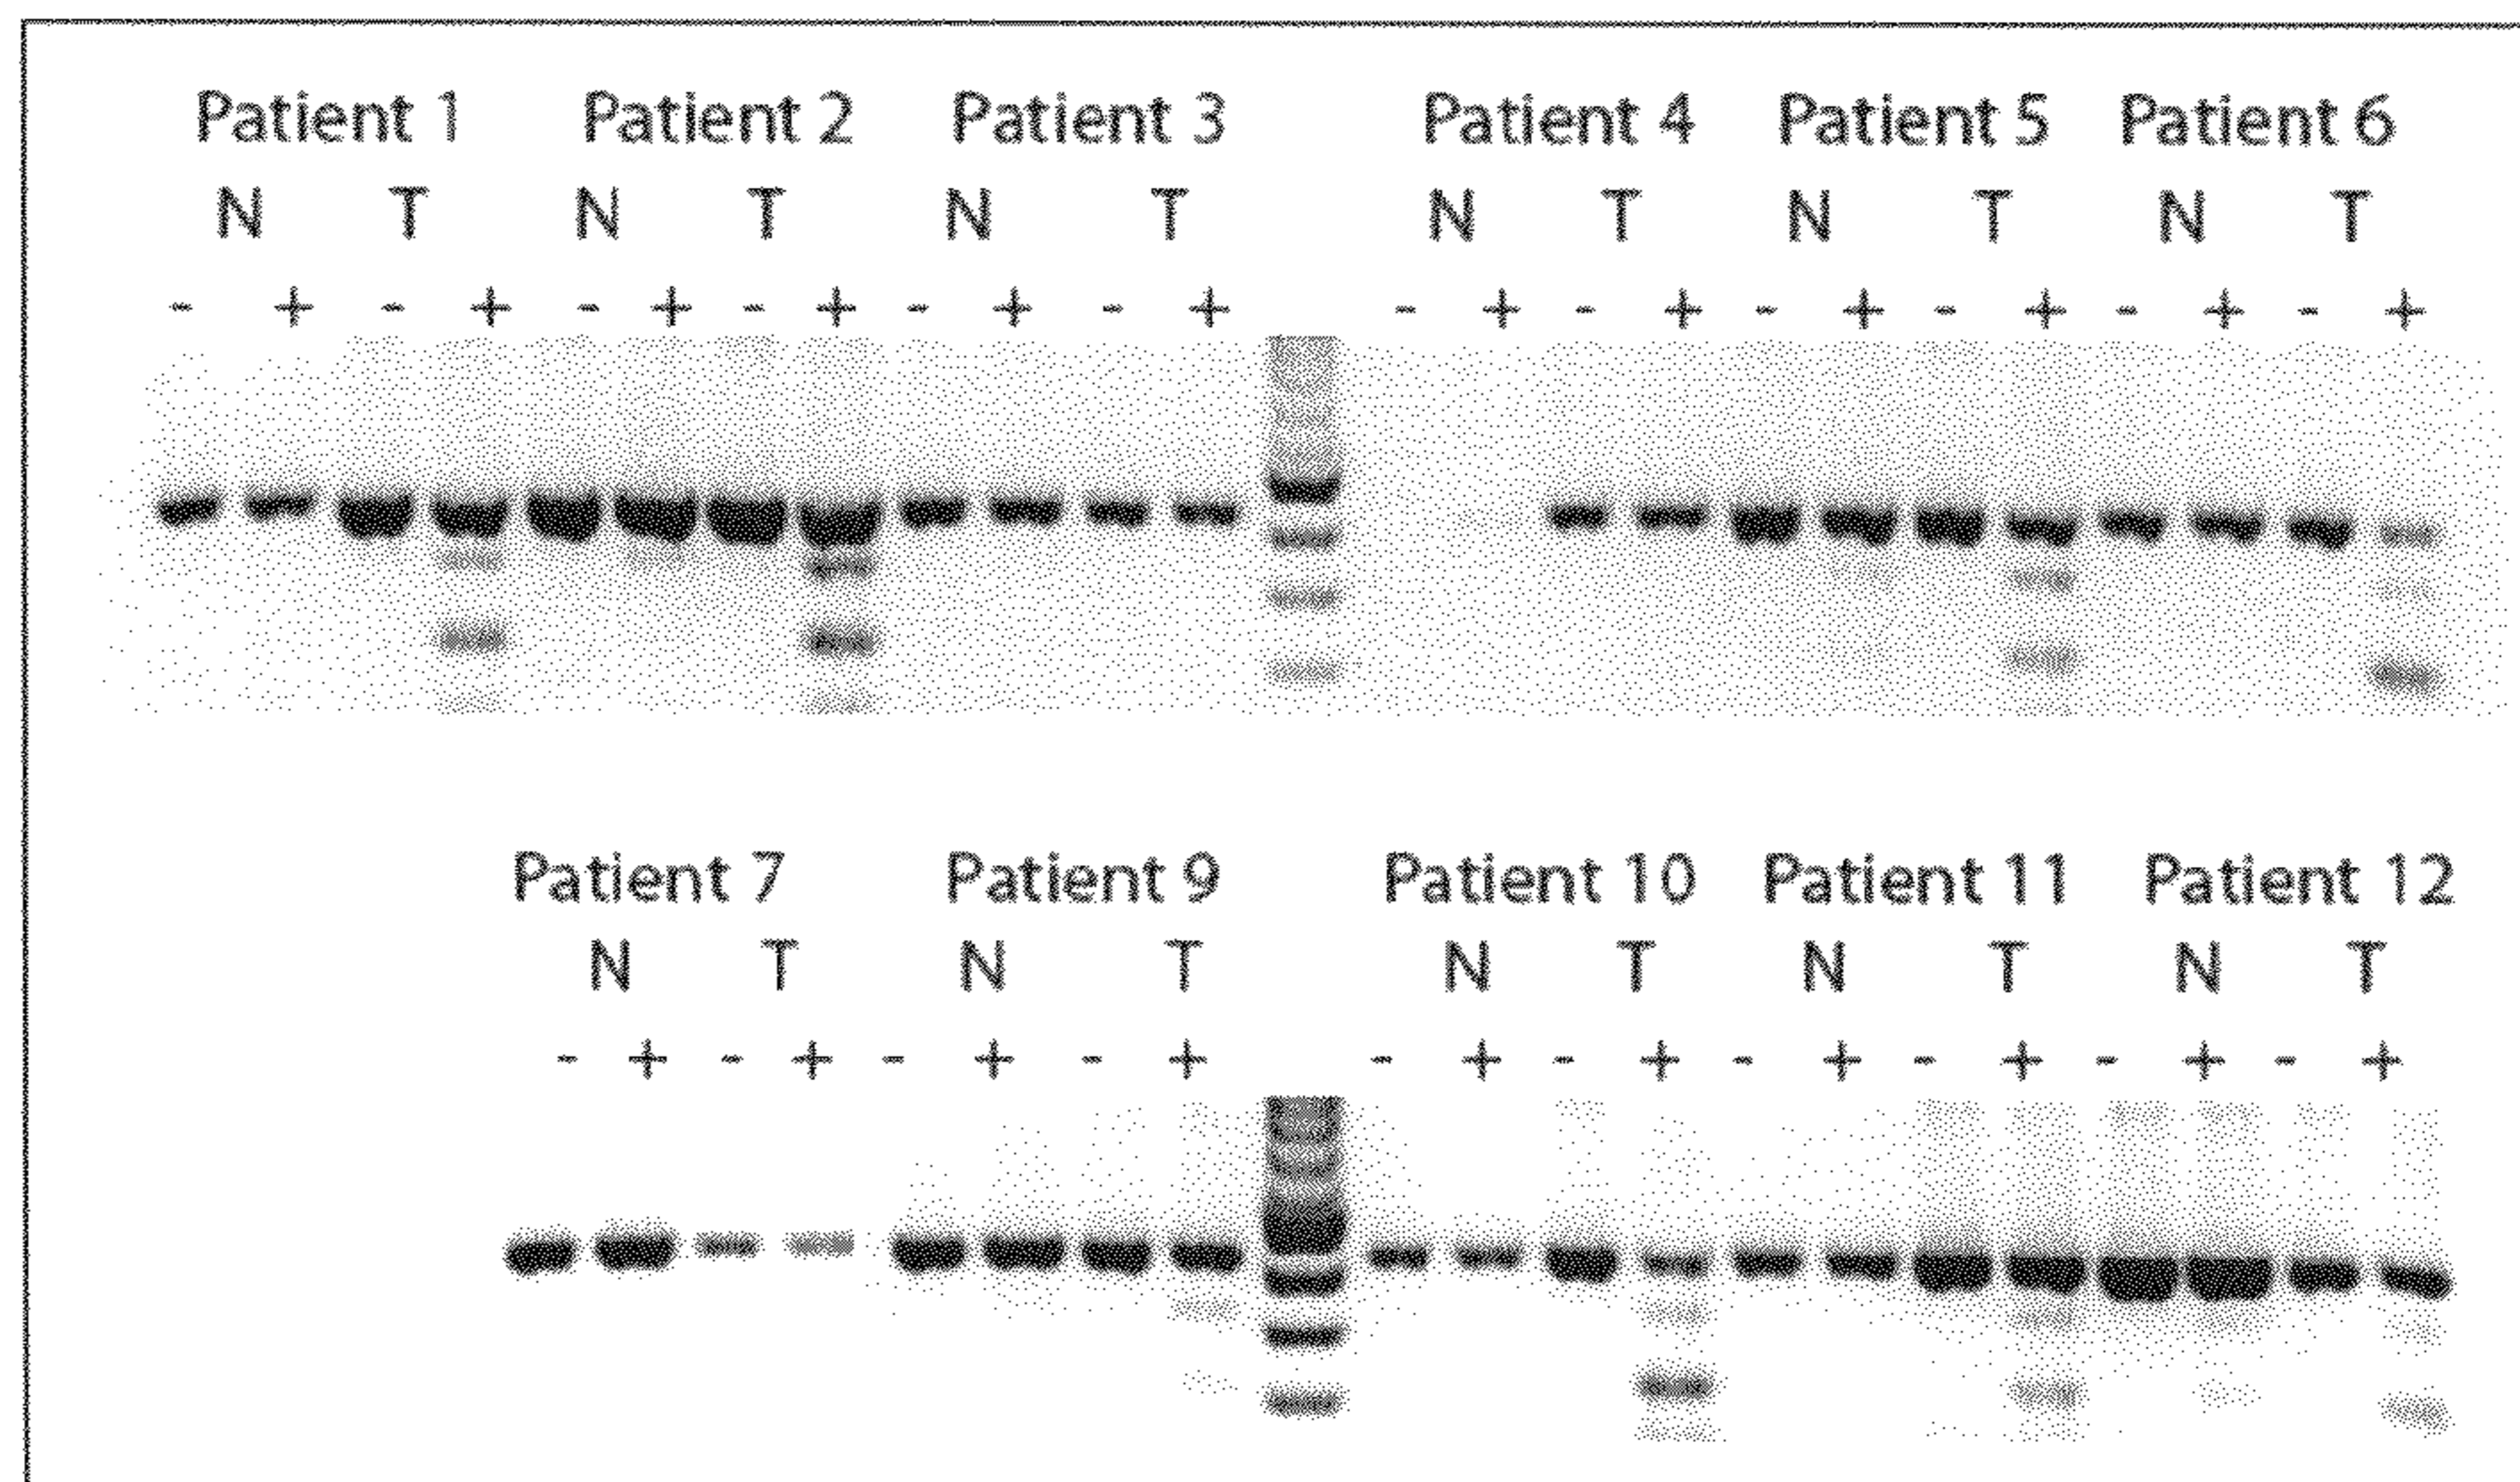 Patient 1 Patient 2 Patient 3 Patient 4 Patient 5 Patient 6
N T N T N T N T N T N T
- + - + - + - + - + - + - + - + - + - + - + - +
Patient 7 Patient 9 Patient 10 Patient 11 Patient 12
N T N T N T N T N T
- + - + - + - + - + - + - + - + - + - +